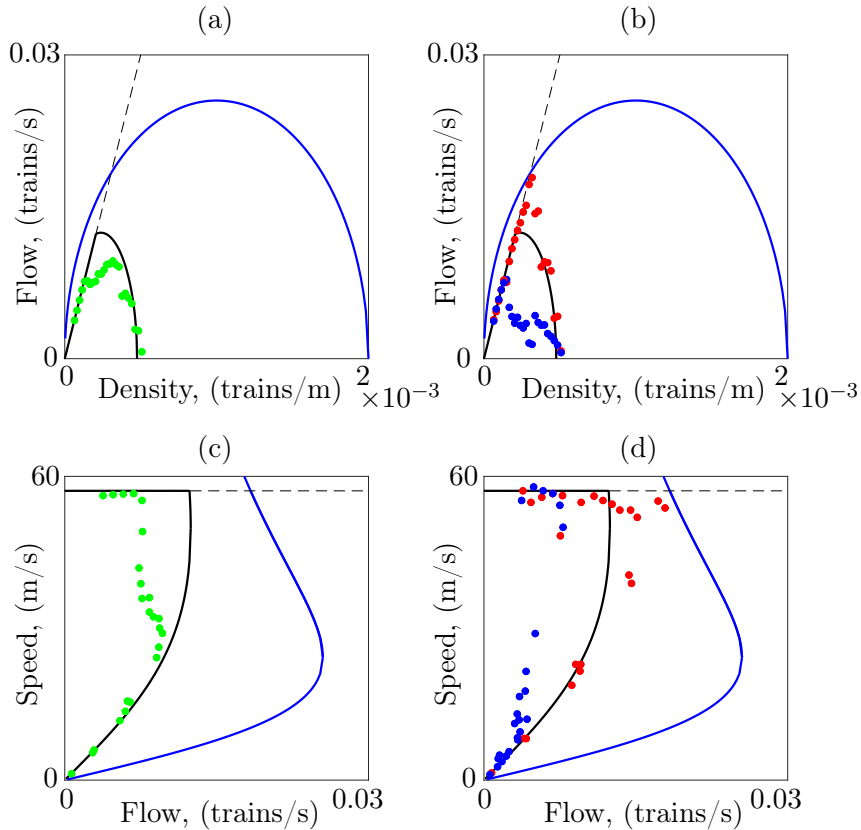 (a)
0.03
Flow, (trains/s)
0
0
Density, (trains/m)
2
×10⁻³
(b)
0.03
Flow, (trains/s)
0
0
Density, (trains/m)
2
×10⁻³
(c)
60
Speed, (m/s)
0
0
Flow, (trains/s)
0.03
(d)
60
Speed, (m/s)
0
0
Flow, (trains/s)
0.03